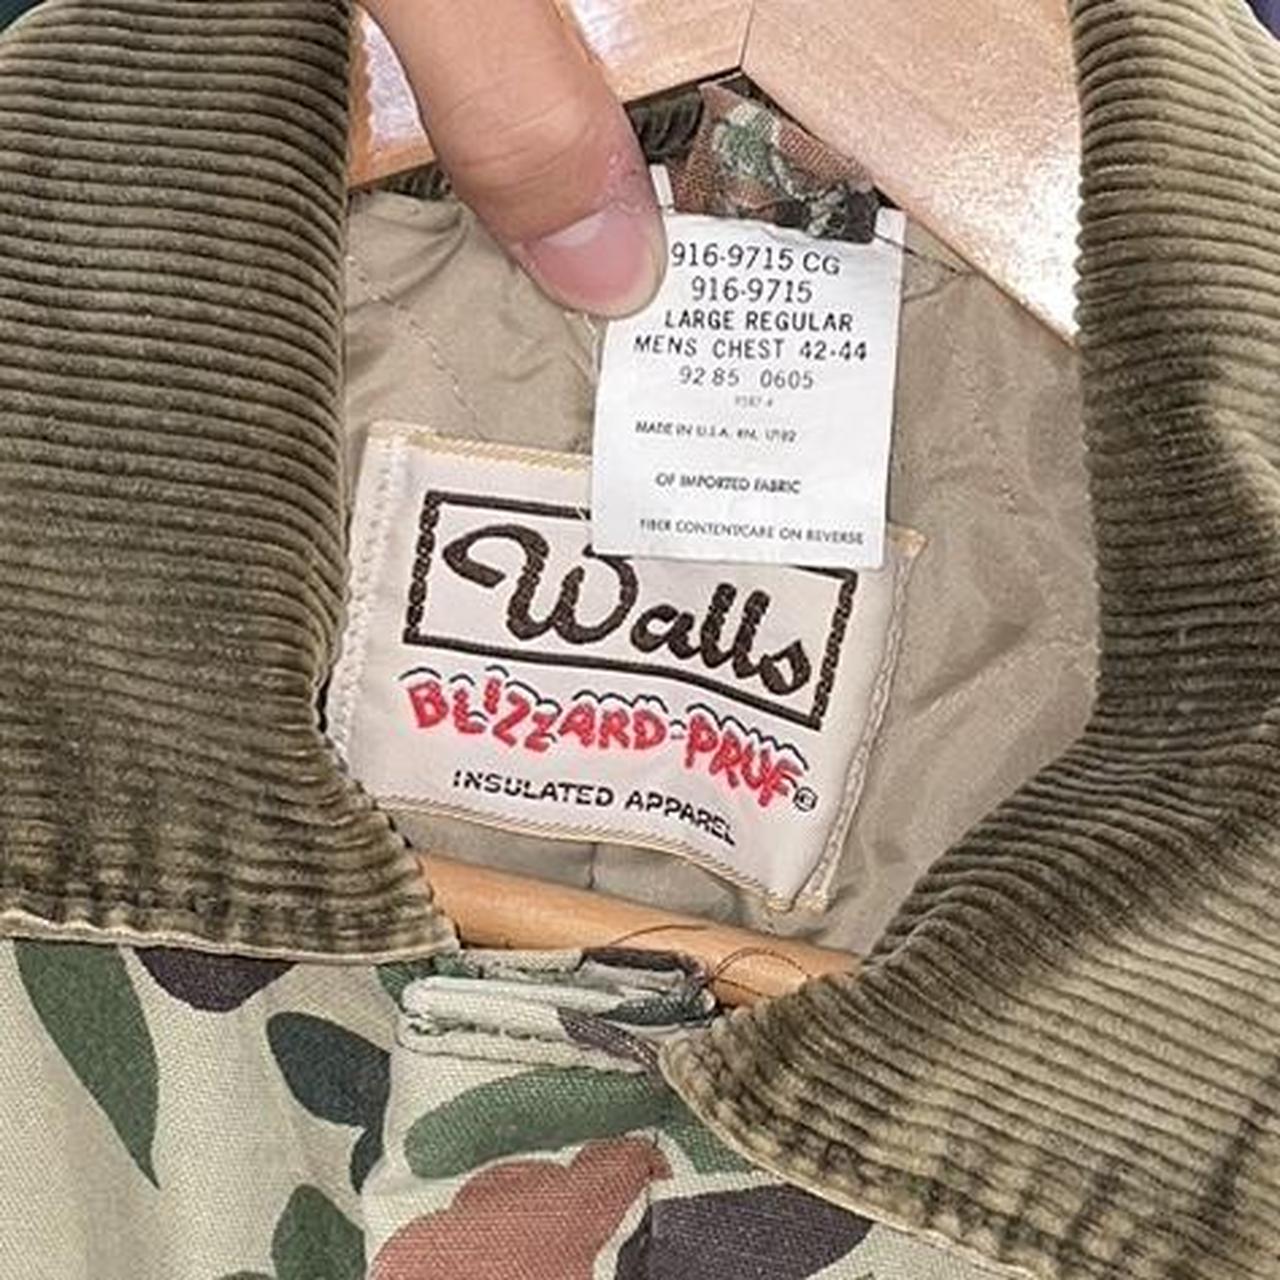 916-9715 CG
916-9715
LARGE REGULAR
MENS CHEST 42-44
92 85 0605
MADE IN U.S.A. RN.
OF IMPORTED FABRIC
FIBER CONTENT/CARE ON REVERSE
Walls
BLIZZARD-PRUF®
INSULATED APPAREL